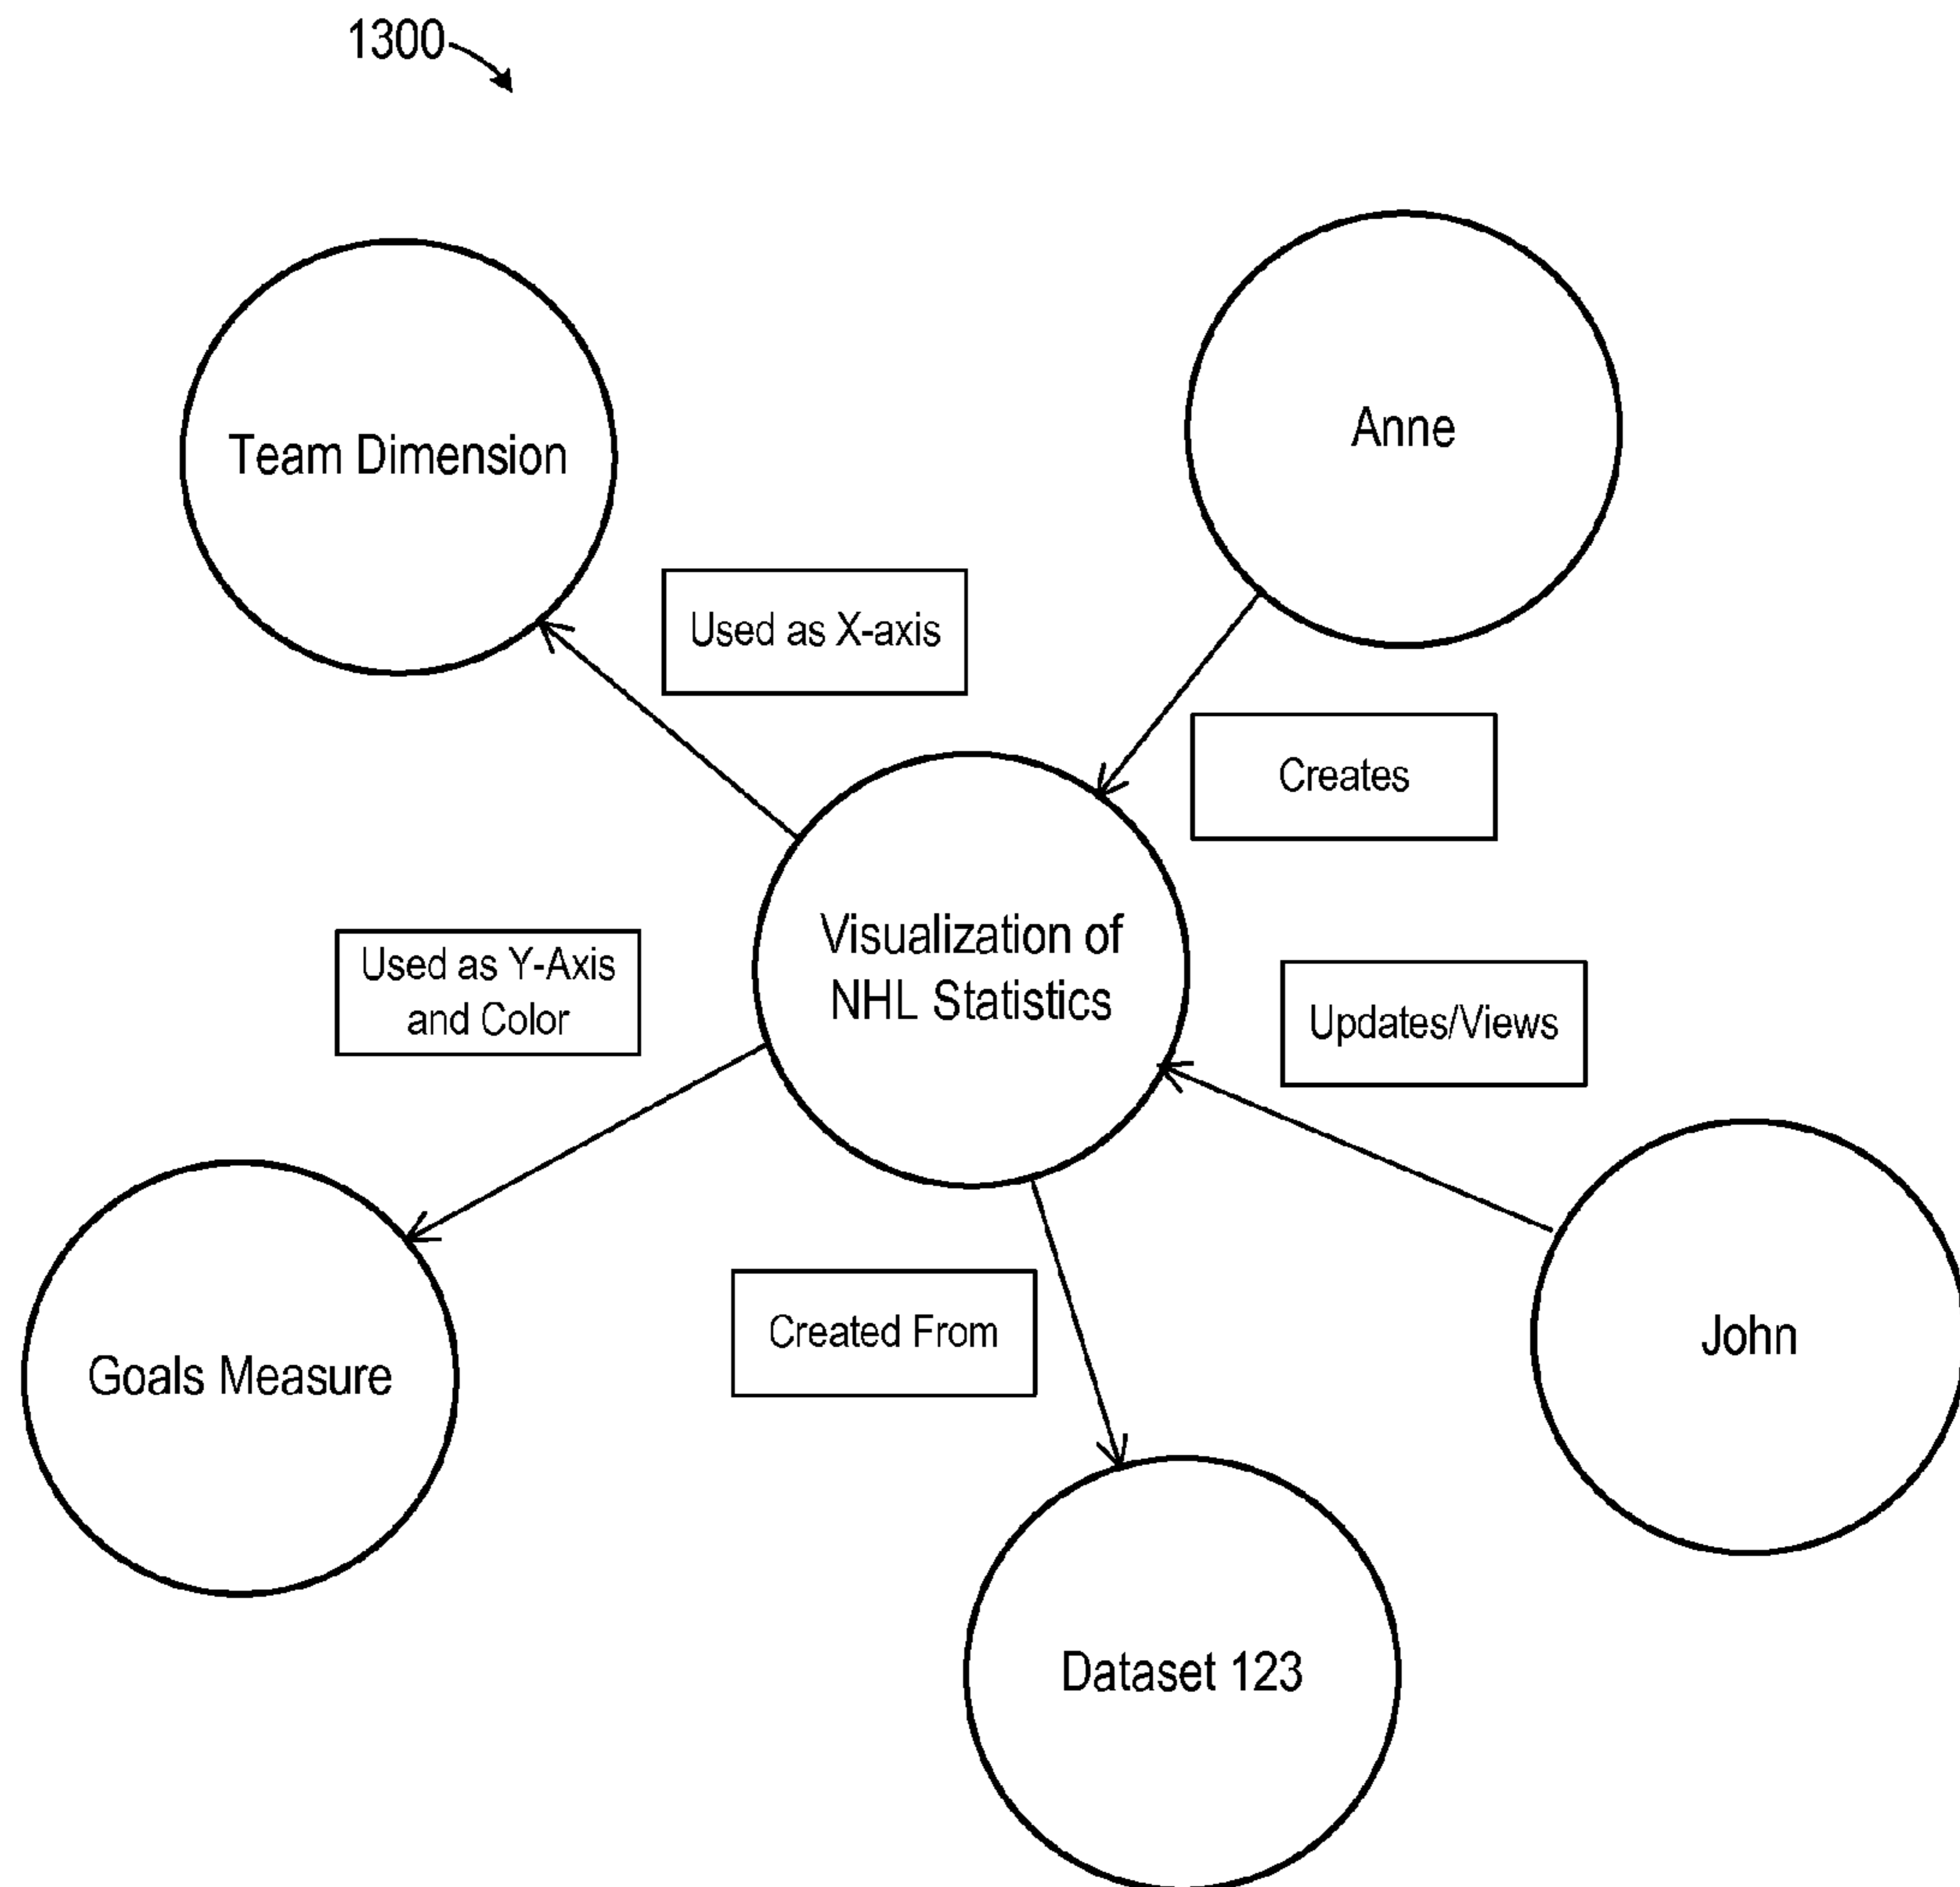 1300
Anne
Team Dimension
Used as X-axis
Creates
Visualization of
NHL Statistics
Used as Y-Axis
and Color
Updates/Views
Created From
John
Goals Measure
Dataset 123